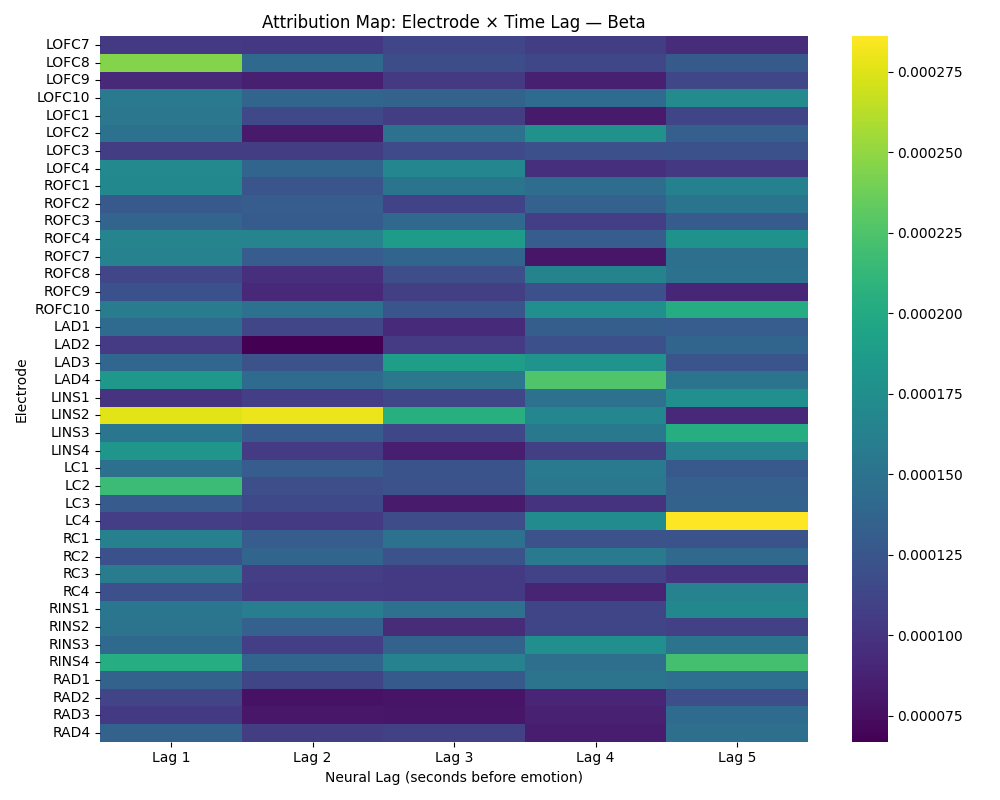 Attribution Map: Electrode × Time Lag — Beta
Electrode
LOFC7
LOFC8
LOFC9
LOFC10
LOFC1
LOFC2
LOFC3
LOFC4
ROFC1
ROFC2
ROFC3
ROFC4
ROFC7
ROFC8
ROFC9
ROFC10
LAD1
LAD2
LAD3
LAD4
LINS1
LINS2
LINS3
LINS4
LC1
LC2
LC3
LC4
RC1
RC2
RC3
RC4
RINS1
RINS2
RINS3
RINS4
RAD1
RAD2
RAD3
RAD4
Lag 1 Lag 2 Lag 3 Lag 4 Lag 5
Neural Lag (seconds before emotion)
0.000275
0.000250
0.000225
0.000200
0.000175
0.000150
0.000125
0.000100
0.000075